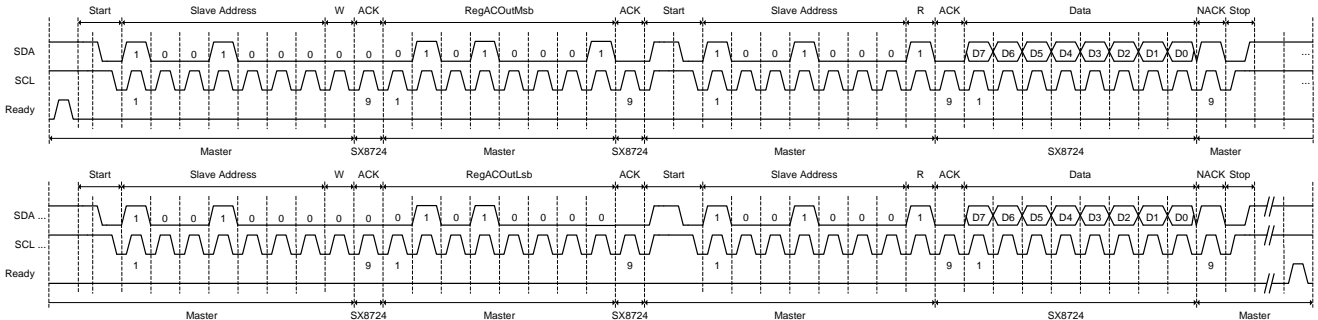 Start Slave Address W ACK RegACOutMsb ACK Start Slave Address R ACK Data NACK Stop
SDA 1 0 0 1 0 0 0 0 0 0 1 0 1 0 0 0 1 1 0 0 1 0 0 0 1 D7 D6 D5 D4 D3 D2 D1 D0 ...
SCL ...
1 9 1 9 1 9 1 9
Ready
Master SX8724 Master SX8724 Master SX8724 Master
Start Slave Address W ACK RegACOutLsb ACK Start Slave Address R ACK Data NACK Stop
SDA ... 1 0 0 1 0 0 0 0 0 0 1 0 1 0 0 0 0 1 0 0 1 0 0 0 1 D7 D6 D5 D4 D3 D2 D1 D0
SCL ...
1 9 1 9 1 9 1 9
Ready
Master SX8724 Master SX8724 Master SX8724 Master